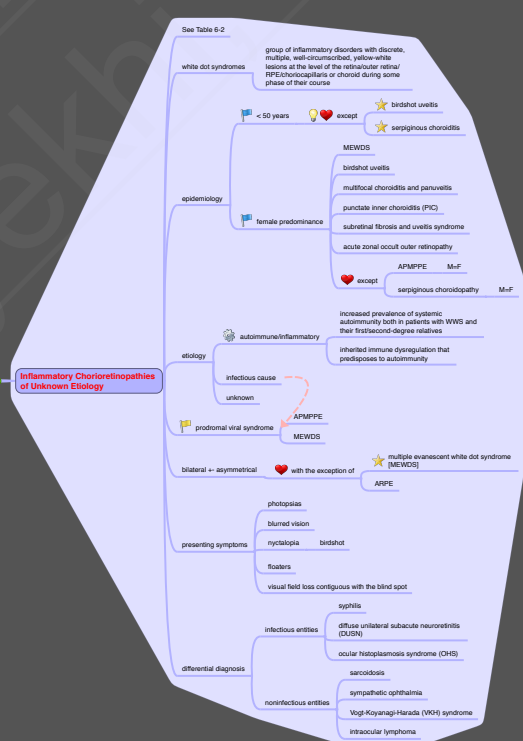 See Table 6-2
white dot syndromes
group of inflammatory disorders with discrete,
multiple, well-circumscribed, yellow-white
lesions at the level of the retina/outer retina/
RPE/choriocapillaris or choroid during some
phase of their course
epidemiology
< 50 years
except
birdshot uveitis
serpiginous choroiditis
female predominance
MEWDS
birdshot uveitis
multifocal choroiditis and panuveitis
punctate inner choroiditis (PIC)
subretinal fibrosis and uveitis syndrome
acute zonal occult outer retinopathy
except
APMPPE M=F
serpiginous choroidopathy M=F
Inflammatory Chorioretinopathies
of Unknown Etiology
etiology
autoimmune/inflammatory
increased prevalence of systemic
autoimmunity both in patients with WWS and
their first/second-degree relatives
inherited immune dysregulation that
predisposes to autoimmunity
infectious cause
unknown
prodromal viral syndrome
APMPPE
MEWDS
bilateral +- asymmetrical
with the exception of
multiple evanescent white dot syndrome
[MEWDS]
ARPE
presenting symptoms
photopsias
blurred vision
nyctalopia birdshot
floaters
visual field loss contiguous with the blind spot
differential diagnosis
infectious entities
syphilis
diffuse unilateral subacute neuroretinitis
(DUSN)
ocular histoplasmosis syndrome (OHS)
noninfectious entities
sarcoidosis
sympathetic ophthalmia
Vogt-Koyanagi-Harada (VKH) syndrome
intraocular lymphoma